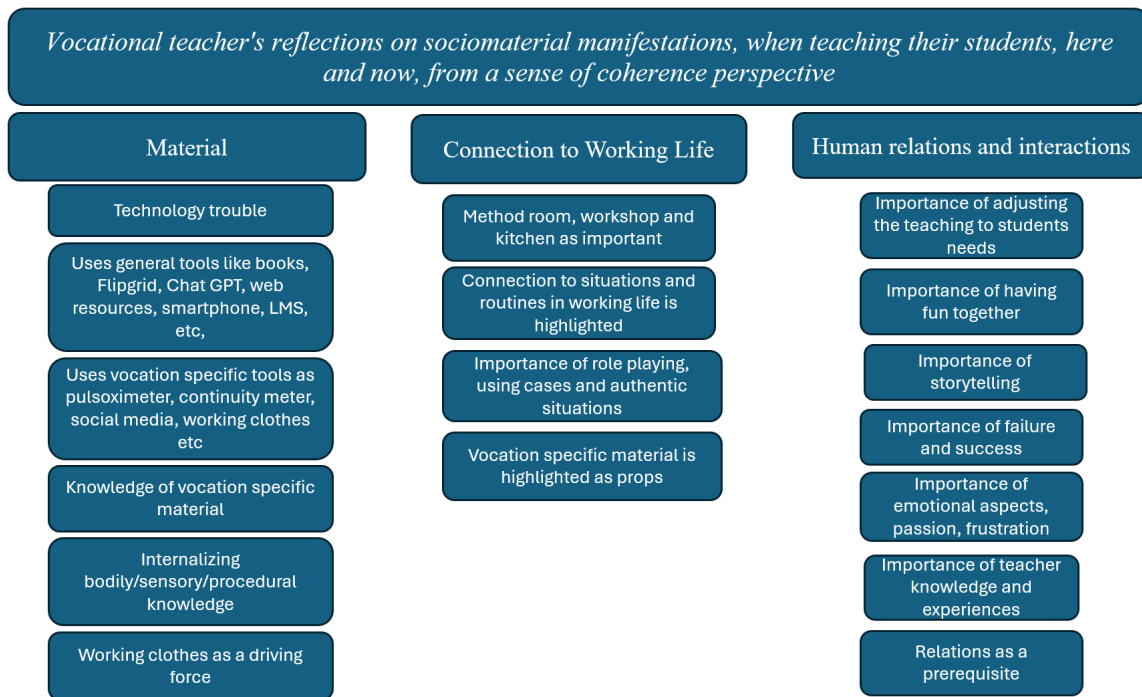 Vocational teacher's reflections on sociomaterial manifestations, when teaching their students, here
and now, from a sense of coherence perspective
Material
Technology trouble
Uses general tools like books,
Flipgrid, Chat GPT, web
resources, smartphone, LMS,
etc,
Uses vocation specific tools as
pulsoximeter, continuity meter,
social media, working clothes
etc
Knowledge of vocation specific
material
Internalizing
bodily/sensory/procedural
knowledge
Working clothes as a driving
force
Connection to Working Life
Method room, workshop and
kitchen as important
Connection to situations and
routines in working life is
highlighted
Importance of role playing,
using cases and authentic
situations
Vocation specific material is
highlighted as props
Human relations and interactions
Importance of adjusting
the teaching to students
needs
Importance of having
fun together
Importance of
storytelling
Importance of failure
and success
Importance of
emotional aspects,
passion, frustration
Importance of teacher
knowledge and
experiences
Relations as a
prerequisite